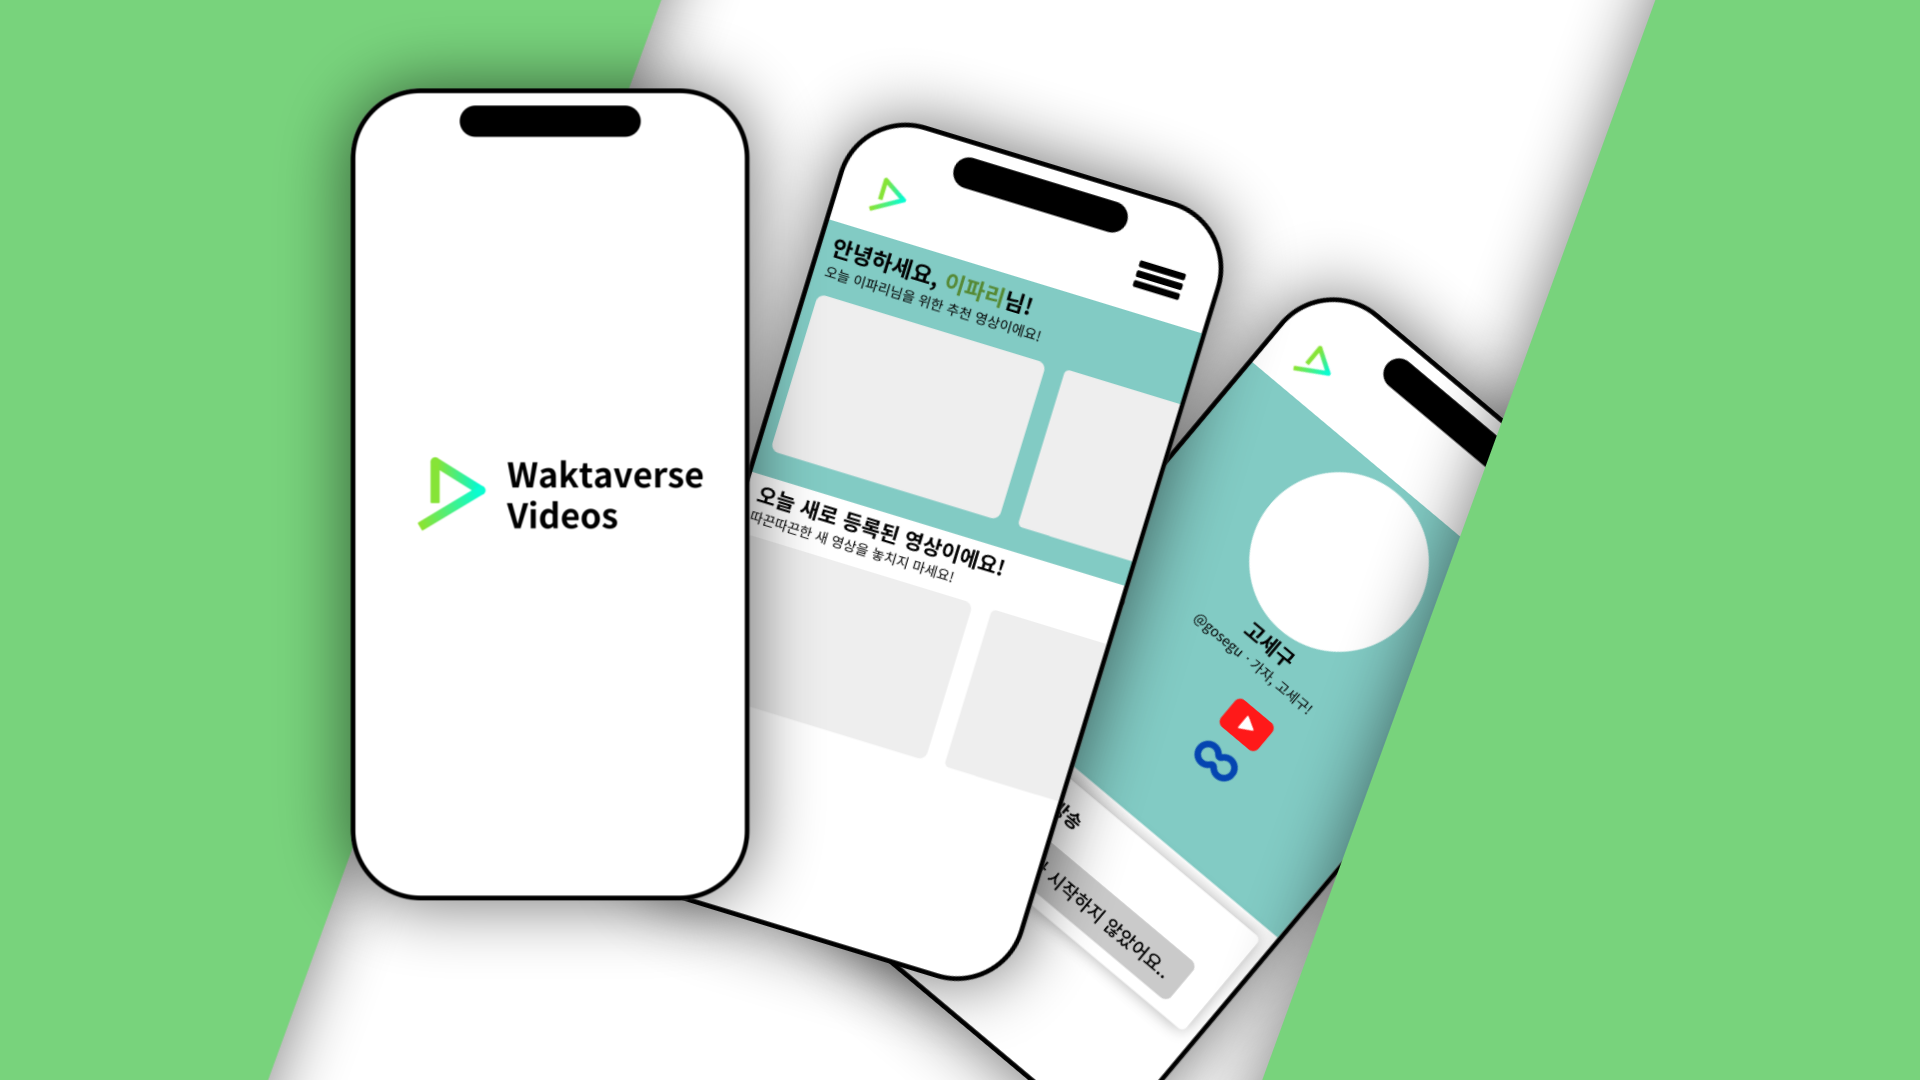 Waktaverse
Videos
안녕하세요, 이파리님!
오늘 이파리님을 위한 추천 영상이에요!
오늘 새로 등록된 영상이에요!
따끈따끈한 새 영상을 놓치지 마세요!
고세구
@gosegu · 가자, 고세구!
방송
시작하지 않았어요..